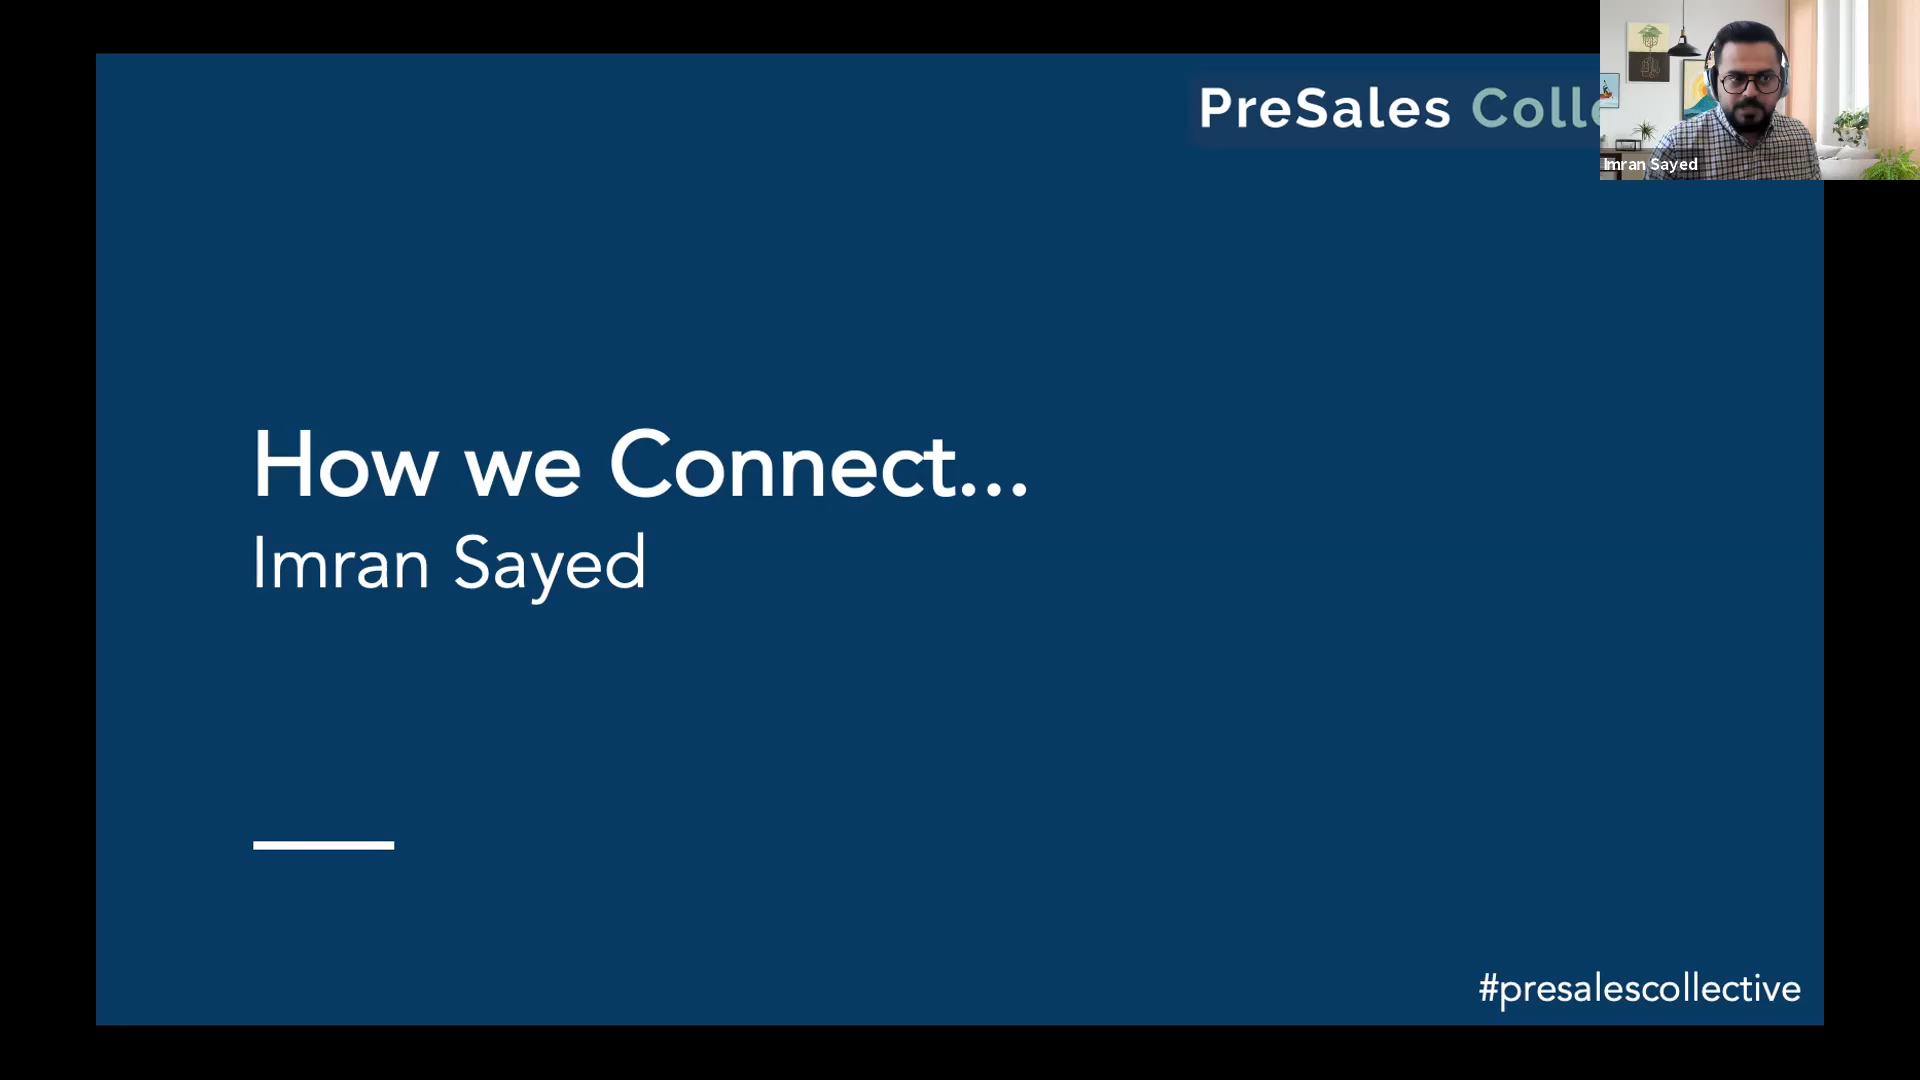 PreSales
Imran Sayed
How we Connect...
Imran Sayed
#presalescollective